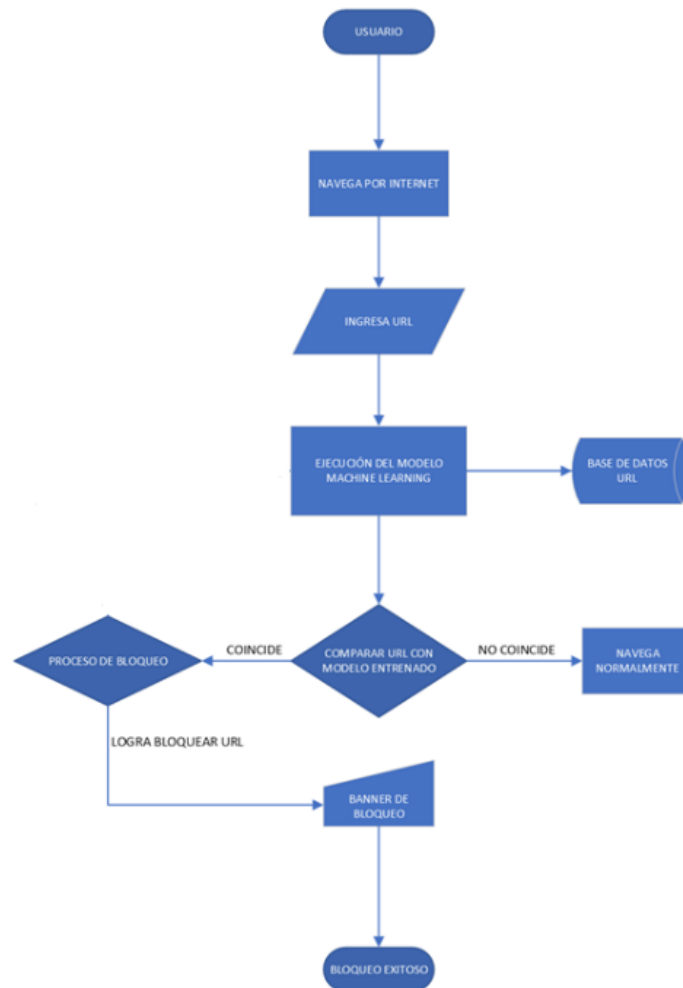 USUARIO
NAVEGA POR INTERNET
INGRESA URL
EJECUCIÓN DEL MODELO
MACHINE LEARNING
BASE DE DATOS
URL
PROCESO DE BLOQUEO
COINCIDE
COMPARAR URL CON
MODELO ENTRENADO
NO COINCIDE
NAVEGA
NORMALMENTE
LOGRA BLOQUEAR URL
BANNER DE
BLOQUEO
BLOQUEO EXITOSO